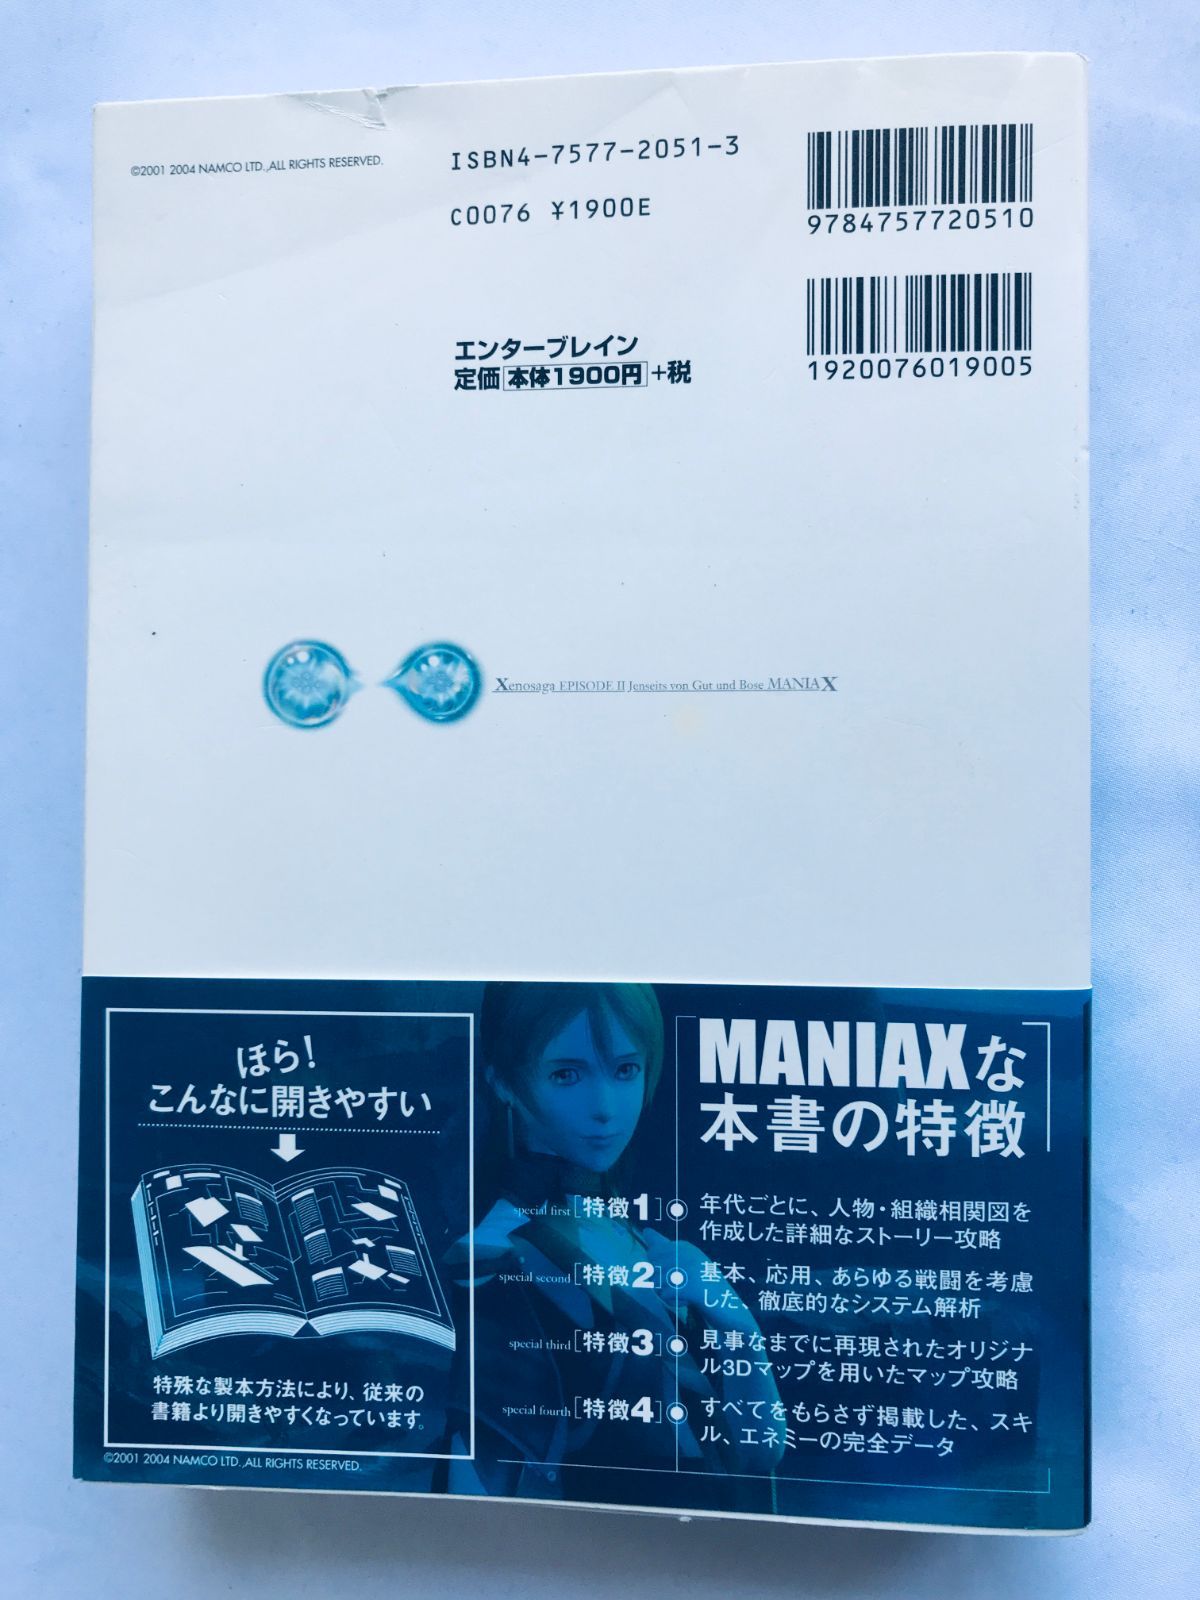 ©2001 2004 NAMCO LTD.,ALL RIGHTS RESERVED.
ISBN4-7577-2051-3
C0076 ¥1900E
9784757720510
エンターブレイン
定価 本体1900円 +税
1920076019005
Xenosaga EPISODE II Jenseits von Gut und Bose MANIAX
ほら!
こんなに開きやすい
特殊な製本方法により、従来の
書籍より開きやすくなっています。
©2001 2004 NAMCO LTD.,ALL RIGHTS RESERVED.
MANIAXな
本書の特徴
special first [特徴1] 年代ごとに、人物・組織相関図を
作成した詳細なストーリー攻略
special second [特徴2] 基本、応用、あらゆる戦闘を考慮
した、徹底的なシステム解析
special third [特徴3] 見事なまでに再現されたオリジナ
ル3Dマップを用いたマップ攻略
special fourth [特徴4] すべてをもらさず掲載した、スキ
ル、エネミーの完全データ